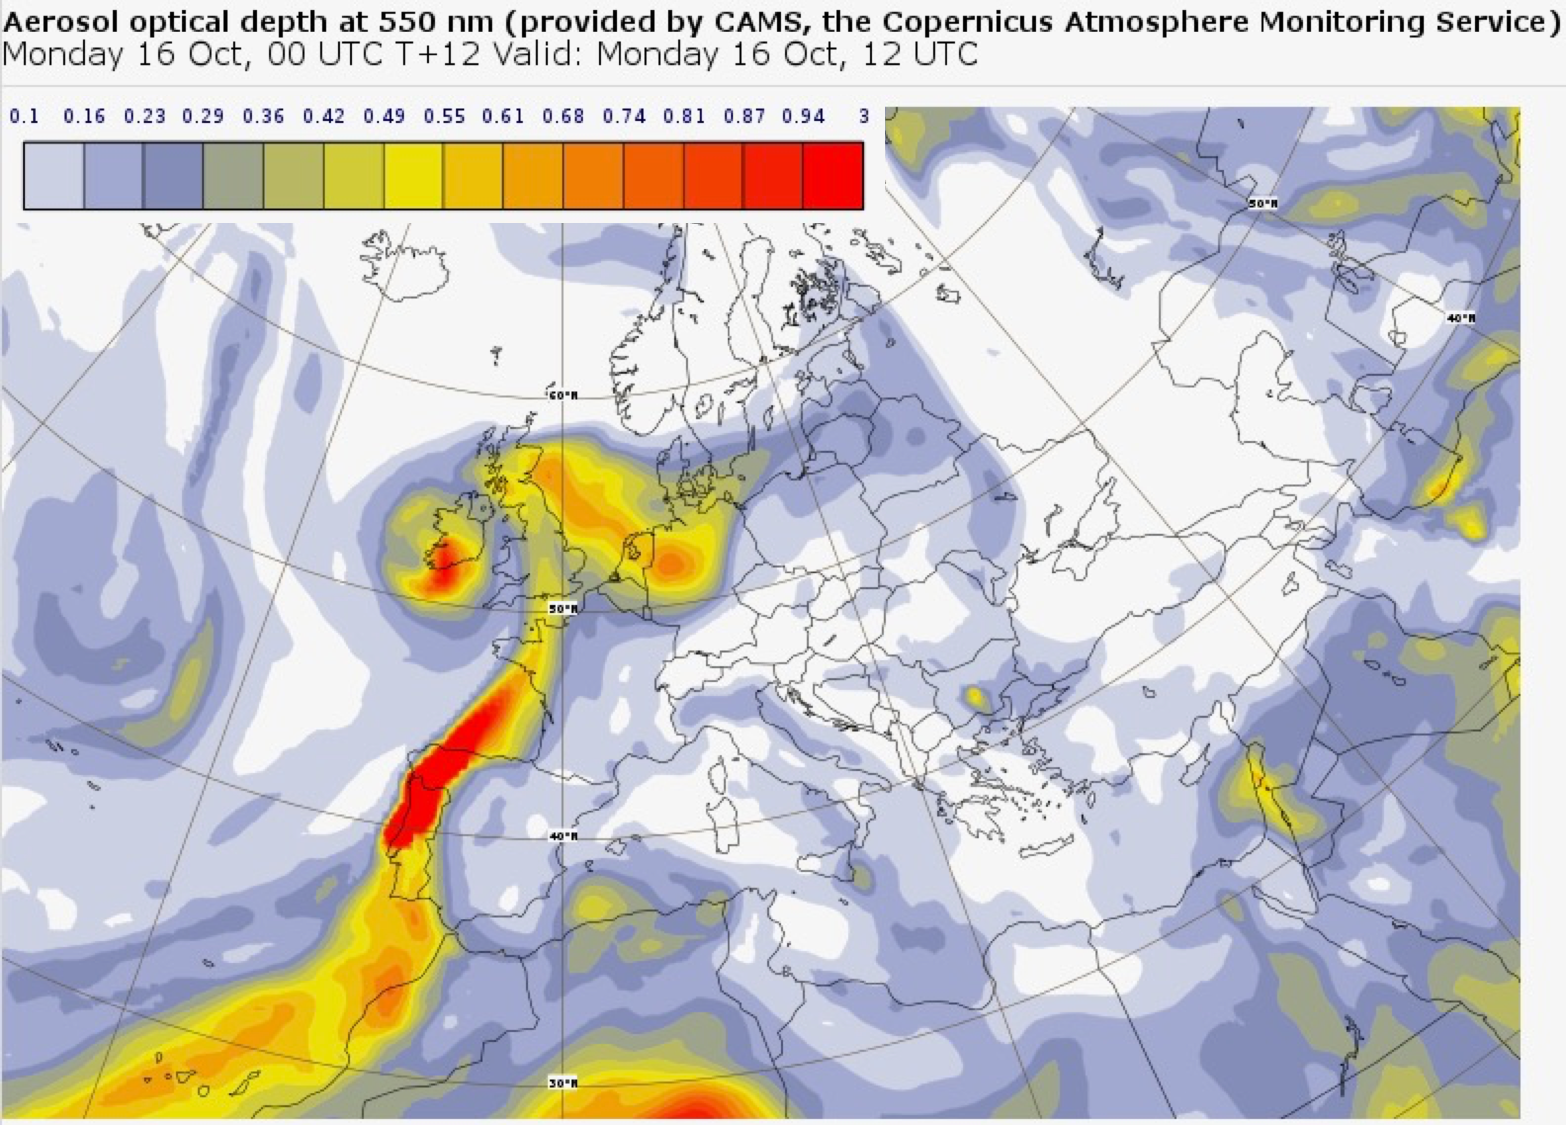 Aerosol optical depth at 550 nm (provided by CAMS, the Copernicus Atmosphere Monitoring Service)
Monday 16 Oct, 00 UTC T+12 Valid: Monday 16 Oct, 12 UTC
0.1 0.16 0.23 0.29 0.36 0.42 0.49 0.55 0.61 0.68 0.74 0.81 0.87 0.94 3
50°N
40°N
60°N
50°N
40°N
30°N